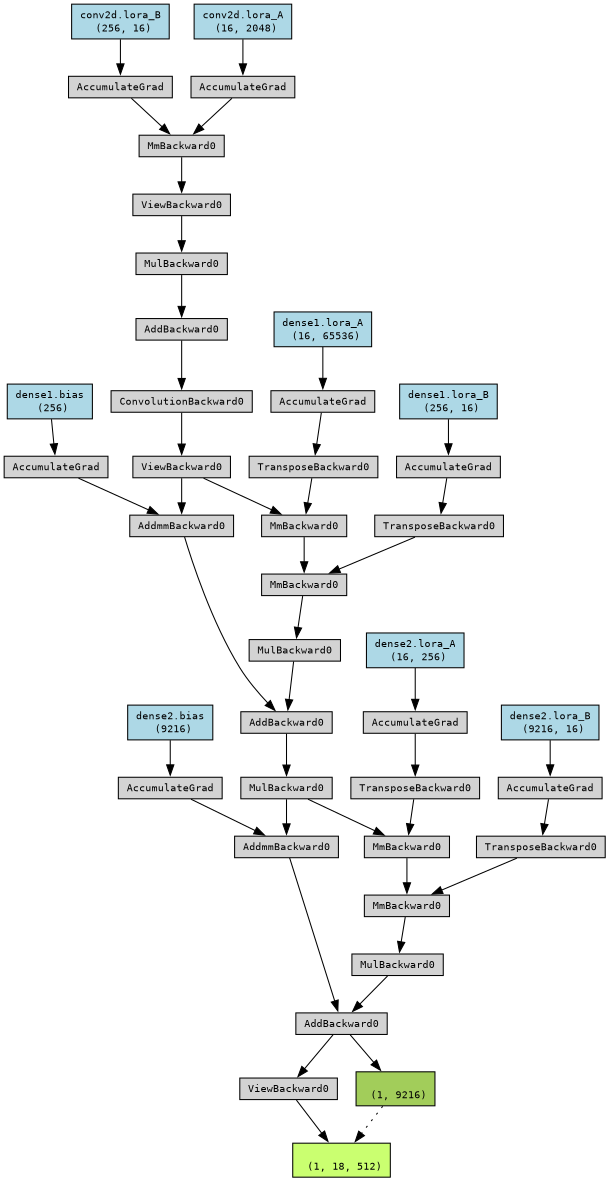 conv2d.lora_B
(256, 16)
conv2d.lora_A
(16, 2048)
AccumulateGrad
AccumulateGrad
MmBackward0
ViewBackward0
MulBackward0
AddBackward0
dense1.lora_A
(16, 65536)
dense1.bias
(256)
ConvolutionBackward0
AccumulateGrad
dense1.lora_B
(256, 16)
AccumulateGrad
ViewBackward0
TransposeBackward0
AccumulateGrad
AddmmBackward0
MmBackward0
TransposeBackward0
MmBackward0
MulBackward0
dense2.lora_A
(16, 256)
dense2.bias
(9216)
AddBackward0
AccumulateGrad
dense2.lora_B
(9216, 16)
AccumulateGrad
MulBackward0
TransposeBackward0
AccumulateGrad
AddmmBackward0
MmBackward0
TransposeBackward0
MmBackward0
MulBackward0
AddBackward0
ViewBackward0
(1, 9216)
(1, 18, 512)